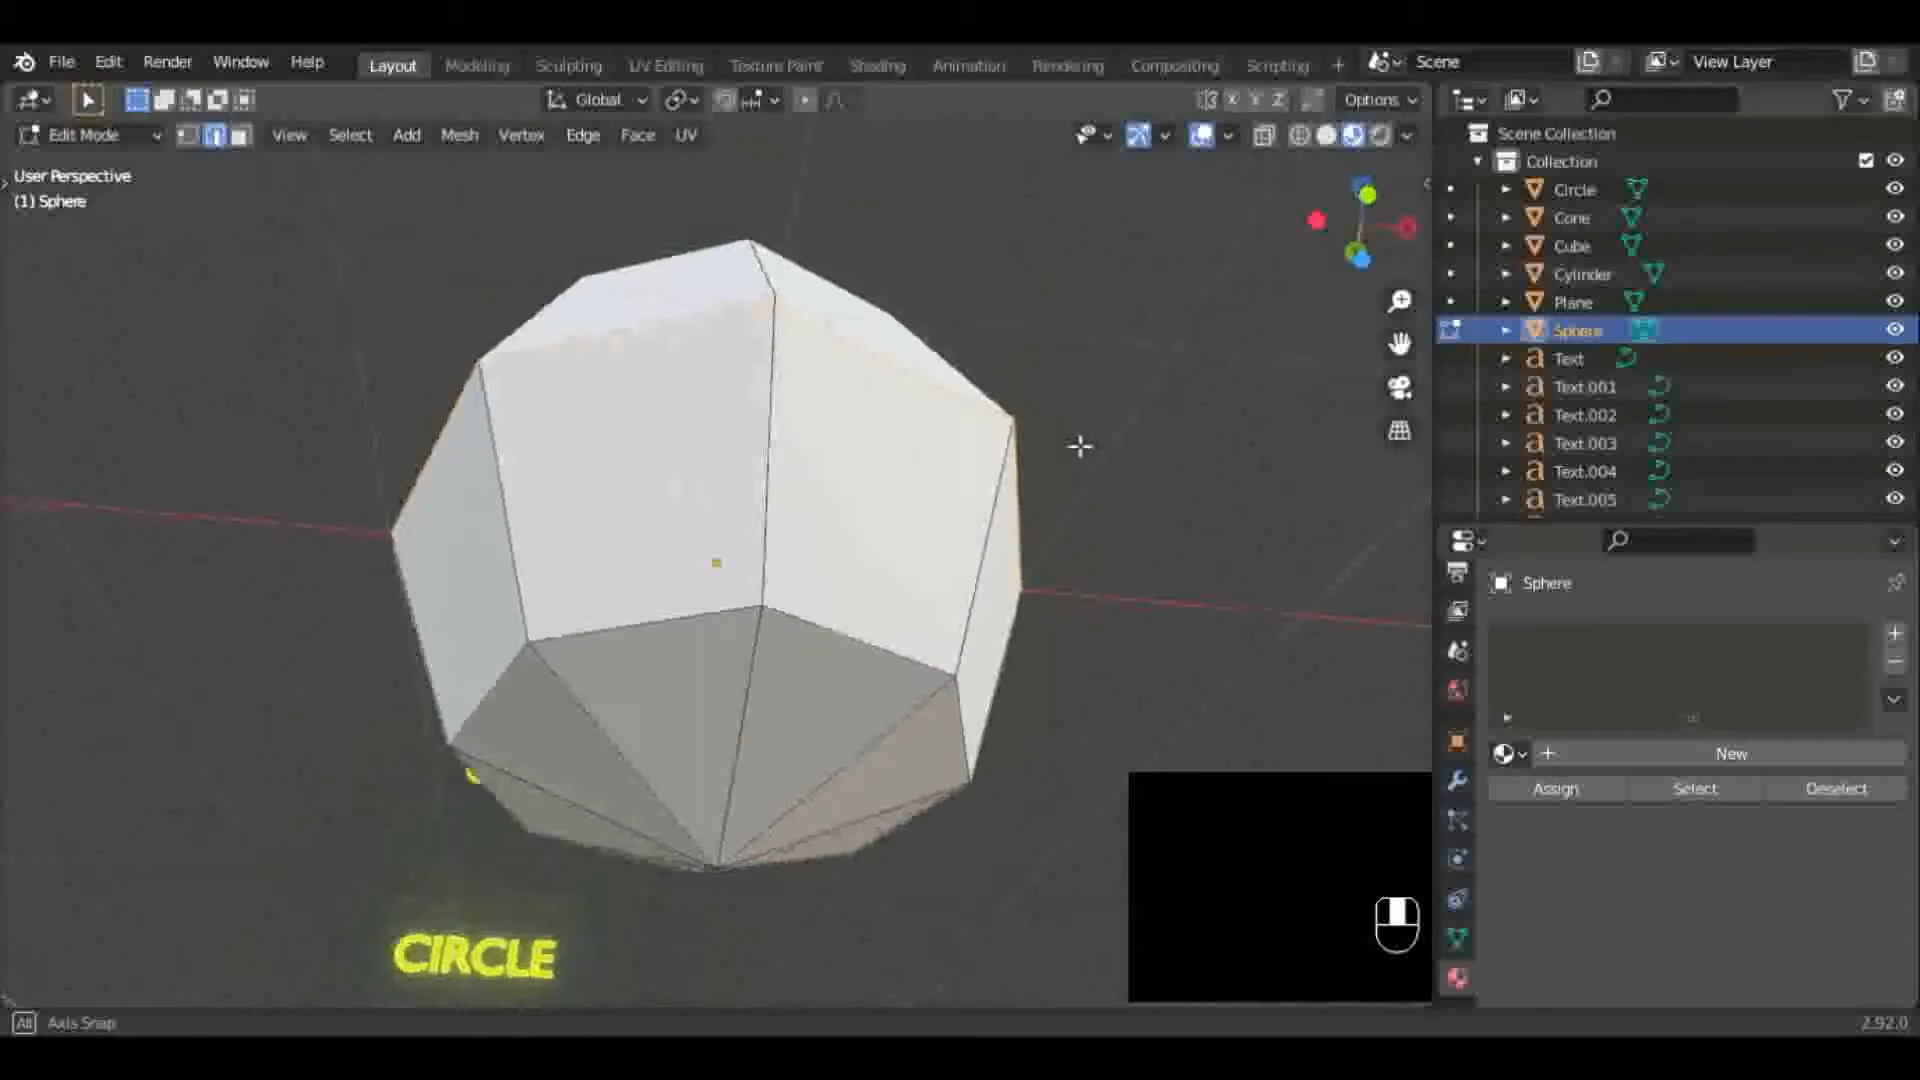 File Edit Render Window Help Layout Modeling Sculpting UV Editing Texture Paint Shading Animation Rendering Compositing Scripting + Scene View Layer
Global X Y Z Options
Edit Mode View Select Add Mesh Vertex Edge Face UV
User Perspective
(1) Sphere
Scene Collection
Collection
Circle
Cone
Cube
Cylinder
Plane
Sphere
Text
Text.001
Text.002
Text.003
Text.004
Text.005
Sphere
+ New
Assign Select Deselect
CIRCLE
Alt Axis Snap
2.92.0